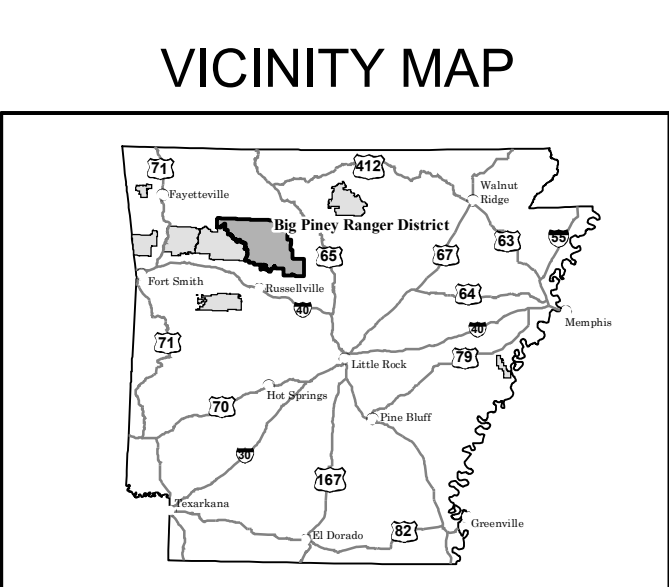 VICINITY MAP
71
412
Walnut
Ridge
Fayetteville
Big Piney Ranger District
63
55
65
67
Fort Smith
Russellville
64
40
Memphis
40
71
79
Little Rock
Hot Springs
70
Pine Bluff
30
167
Texarkana
Greenville
82
El Dorado